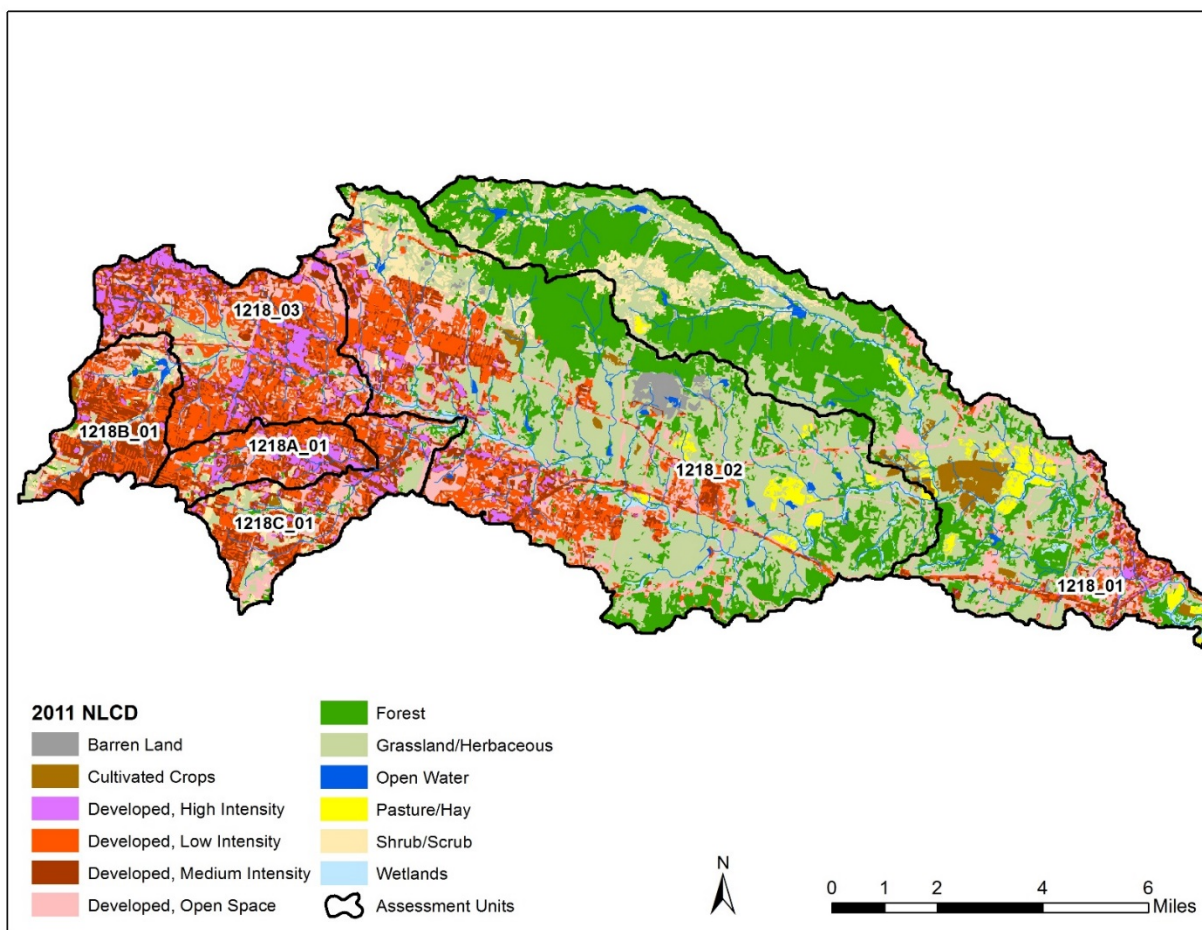 1218_03
1218B_01
1218A_01
1218_02
1218C_01
1218_01
2011 NLCD
Barren Land
Cultivated Crops
Developed, High Intensity
Developed, Low Intensity
Developed, Medium Intensity
Developed, Open Space
Forest
Grassland/Herbaceous
Open Water
Pasture/Hay
Shrub/Scrub
Wetlands
Assessment Units
N
0 1 2 4 6
Miles